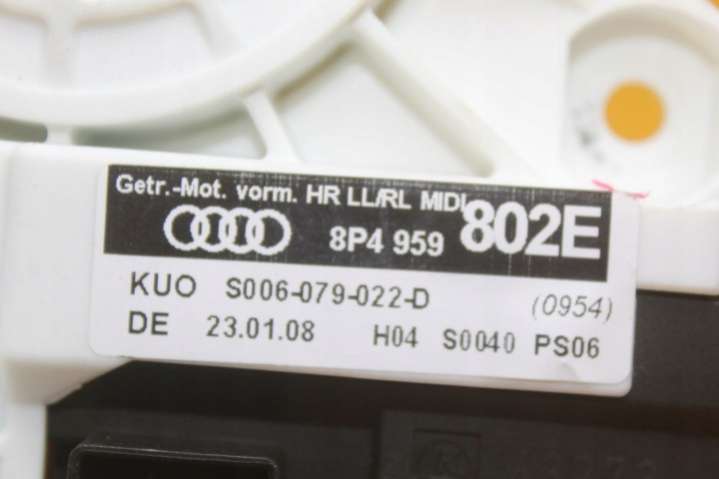 Getr.-Mot. vorm. HR LL/RL MIDI
8P4 959 802E
KUO S006-079-022-D (0954)
DE 23.01.08 H04 S0040 PS06